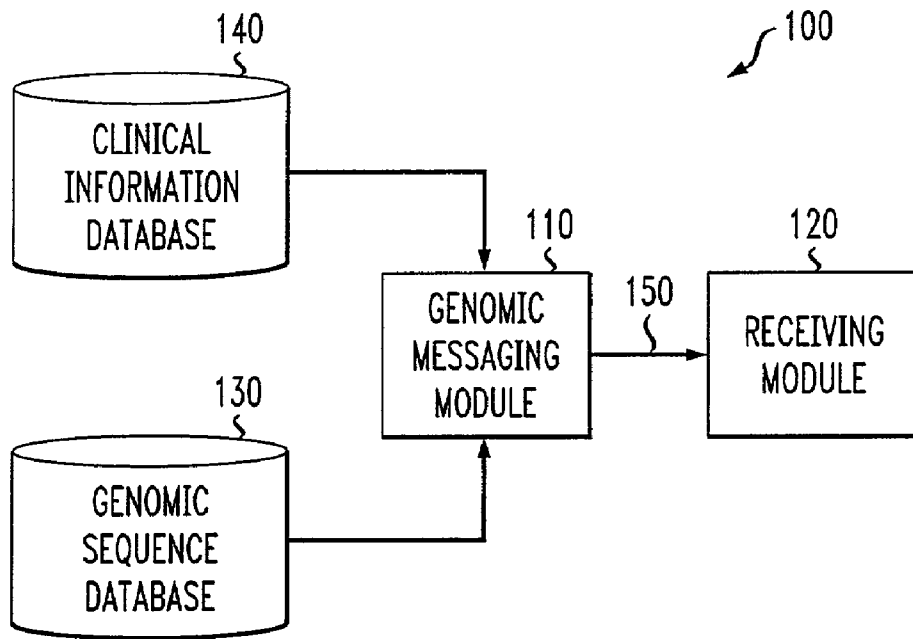 140
100
CLINICAL
INFORMATION
DATABASE
110
120
GENOMIC
MESSAGING
MODULE
150
RECEIVING
MODULE
130
GENOMIC
SEQUENCE
DATABASE